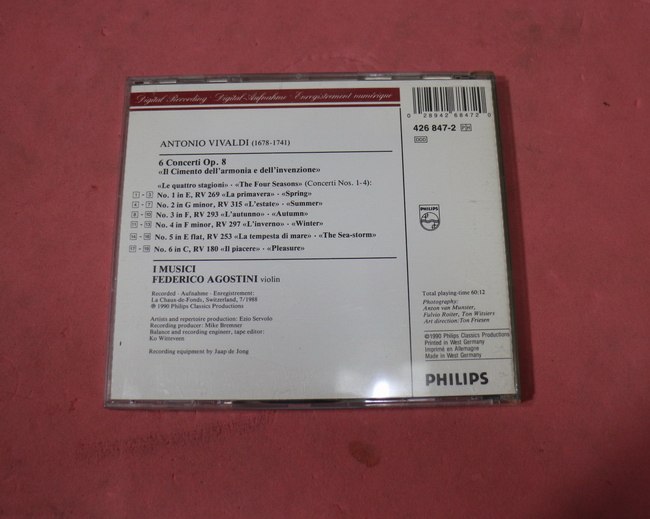 Digital Recording · Digital-Aufnahme · Enregistrement numérique
0 28942 68472 0
426 847-2 PH
DDD
ANTONIO VIVALDI (1678-1741)
6 Concerti Op. 8
«Il Cimento dell'armonia e dell'invenzione»
«Le quattro stagioni» · «The Four Seasons» (Concerti Nos. 1-4):
1 - 3 No. 1 in E, RV 269 «La primavera» · «Spring»
4 - 7 No. 2 in G minor, RV 315 «L'estate» · «Summer»
8 - 10 No. 3 in F, RV 293 «L'autunno» · «Autumn»
11 - 13 No. 4 in F minor, RV 297 «L'inverno» · «Winter»
14 - 16 No. 5 in E flat, RV 253 «La tempesta di mare» · «The Sea-storm»
17 - 19 No. 6 in C, RV 180 «Il piacere» · «Pleasure»
PHILIPS
I MUSICI
FEDERICO AGOSTINI violin
Recorded · Aufnahme · Enregistrement:
La Chaux-de-Fonds, Switzerland, 7/1988
℗ 1990 Philips Classics Productions
Artists and repertoire production: Ezio Servolo
Recording producer: Mike Bremner
Balance and recording engineer, tape editor:
Ko Witteveen
Recording equipment by Jaap de Jong
Total playing-time 60:12
Photography:
Anton van Munster,
Fulvio Roiter, Ton Witsiers
Art direction: Ton Friesen
©1990 Philips Classics Productions
Printed in West Germany
Imprimé en Allemagne
Made in West Germany
PHILIPS